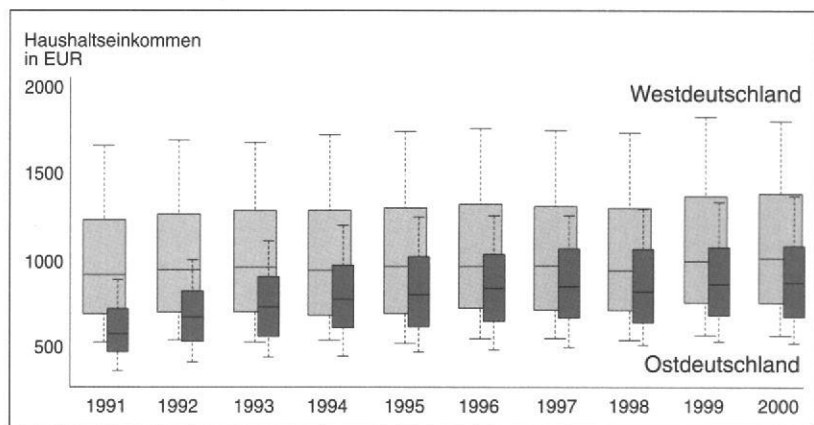 Haushaltseinkommen
in EUR
2000
Westdeutschland
1500
1000
500
Ostdeutschland
1991 1992 1993 1994 1995 1996 1997 1998 1999 2000